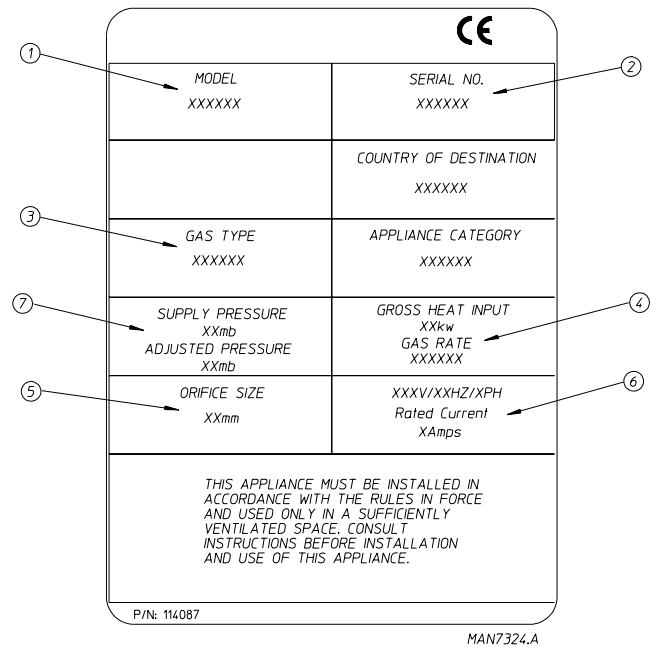 CE
1
MODEL
XXXXXX
SERIAL NO.
XXXXXX
2
COUNTRY OF DESTINATION
XXXXXX
3
GAS TYPE
XXXXXX
APPLIANCE CATEGORY
XXXXXX
7
SUPPLY PRESSURE
XXmb
ADJUSTED PRESSURE
XXmb
GROSS HEAT INPUT
XXkw
GAS RATE
XXXXXX
4
5
ORIFICE SIZE
XXmm
XXXV/XXHZ/XPH
Rated Current
XAmps
6
THIS APPLIANCE MUST BE INSTALLED IN
ACCORDANCE WITH THE RULES IN FORCE
AND USED ONLY IN A SUFFICIENTLY
VENTILATED SPACE. CONSULT
INSTRUCTIONS BEFORE INSTALLATION
AND USE OF THIS APPLIANCE.
P/N: 114087
MAN7324.A